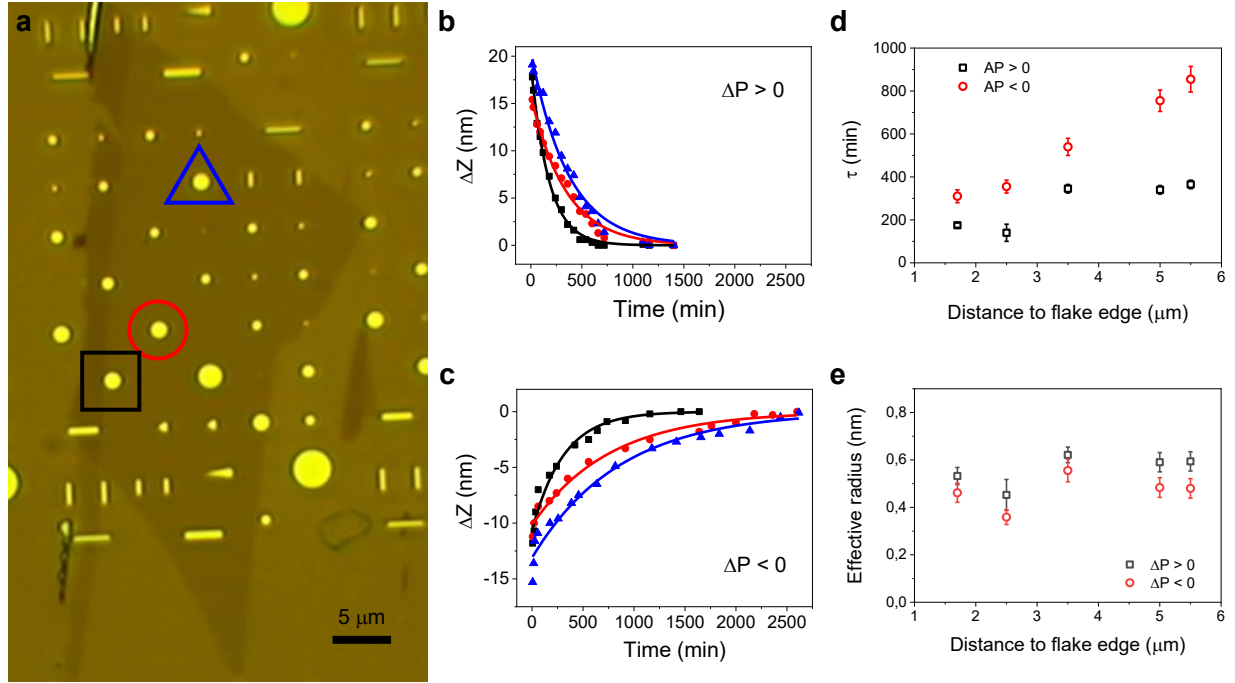 a
5 μm
b
20
15
10
5
0
ΔZ (nm)
ΔP > 0
0 500 1000 1500 2000 2500
Time (min)
c
0
-5
-10
-15
ΔZ (nm)
ΔP < 0
0 500 1000 1500 2000 2500
Time (min)
d
1000
800
600
400
200
0
τ (min)
AP > 0
AP < 0
1 2 3 4 5 6
Distance to flake edge (μm)
e
0,8
0,6
0,4
0,2
0,0
Effective radius (nm)
ΔP > 0
ΔP < 0
1 2 3 4 5 6
Distance to flake edge (μm)